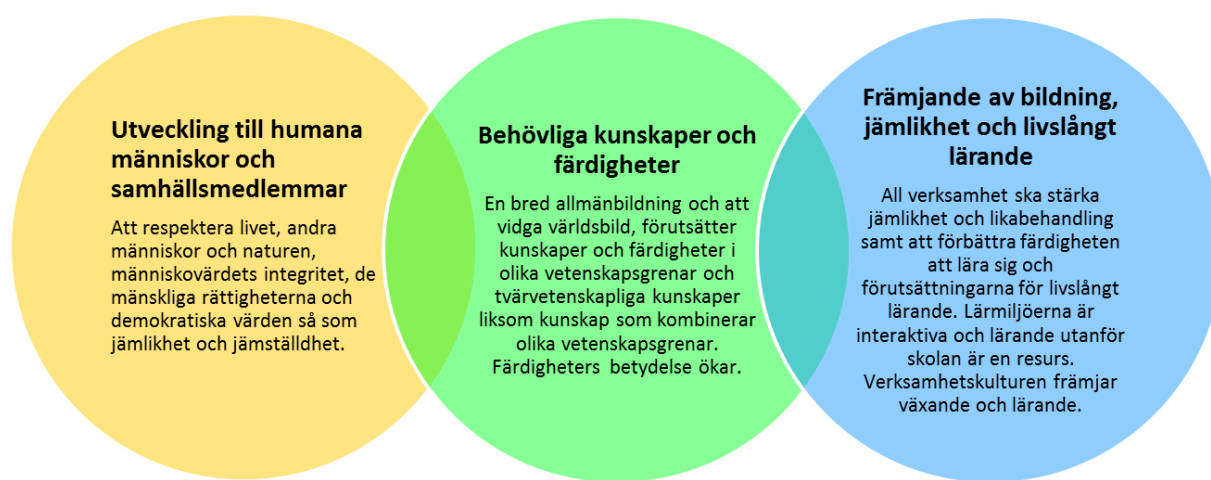 Utveckling till humana
människor och
samhällsmedlemmar
Att respektera livet, andra
människor och naturen,
människovärdets integritet, de
mänskliga rättigheterna och
demokratiska värden så som
jämlikhet och jämställdhet.
Behövliga kunskaper och
färdigheter
En bred allmänbildning och att
vidga världsbild, förutsätter
kunskaper och färdigheter i
olika vetenskapsgrenar och
tvärvetenskapliga kunskaper
liksom kunskap som kombinerar
olika vetenskapsgrenar.
Färdigheters betydelse ökar.
Främjande av bildning,
jämlikhet och livslångt
lärande
All verksamhet ska stärka
jämlikhet och likabehandling
samt att förbättra färdigheten
att lära sig och
förutsättningarna för livslångt
lärande. Lärmiljöerna är
interaktiva och lärande utanför
skolan är en resurs.
Verksamhetskulturen främjar
växande och lärande.